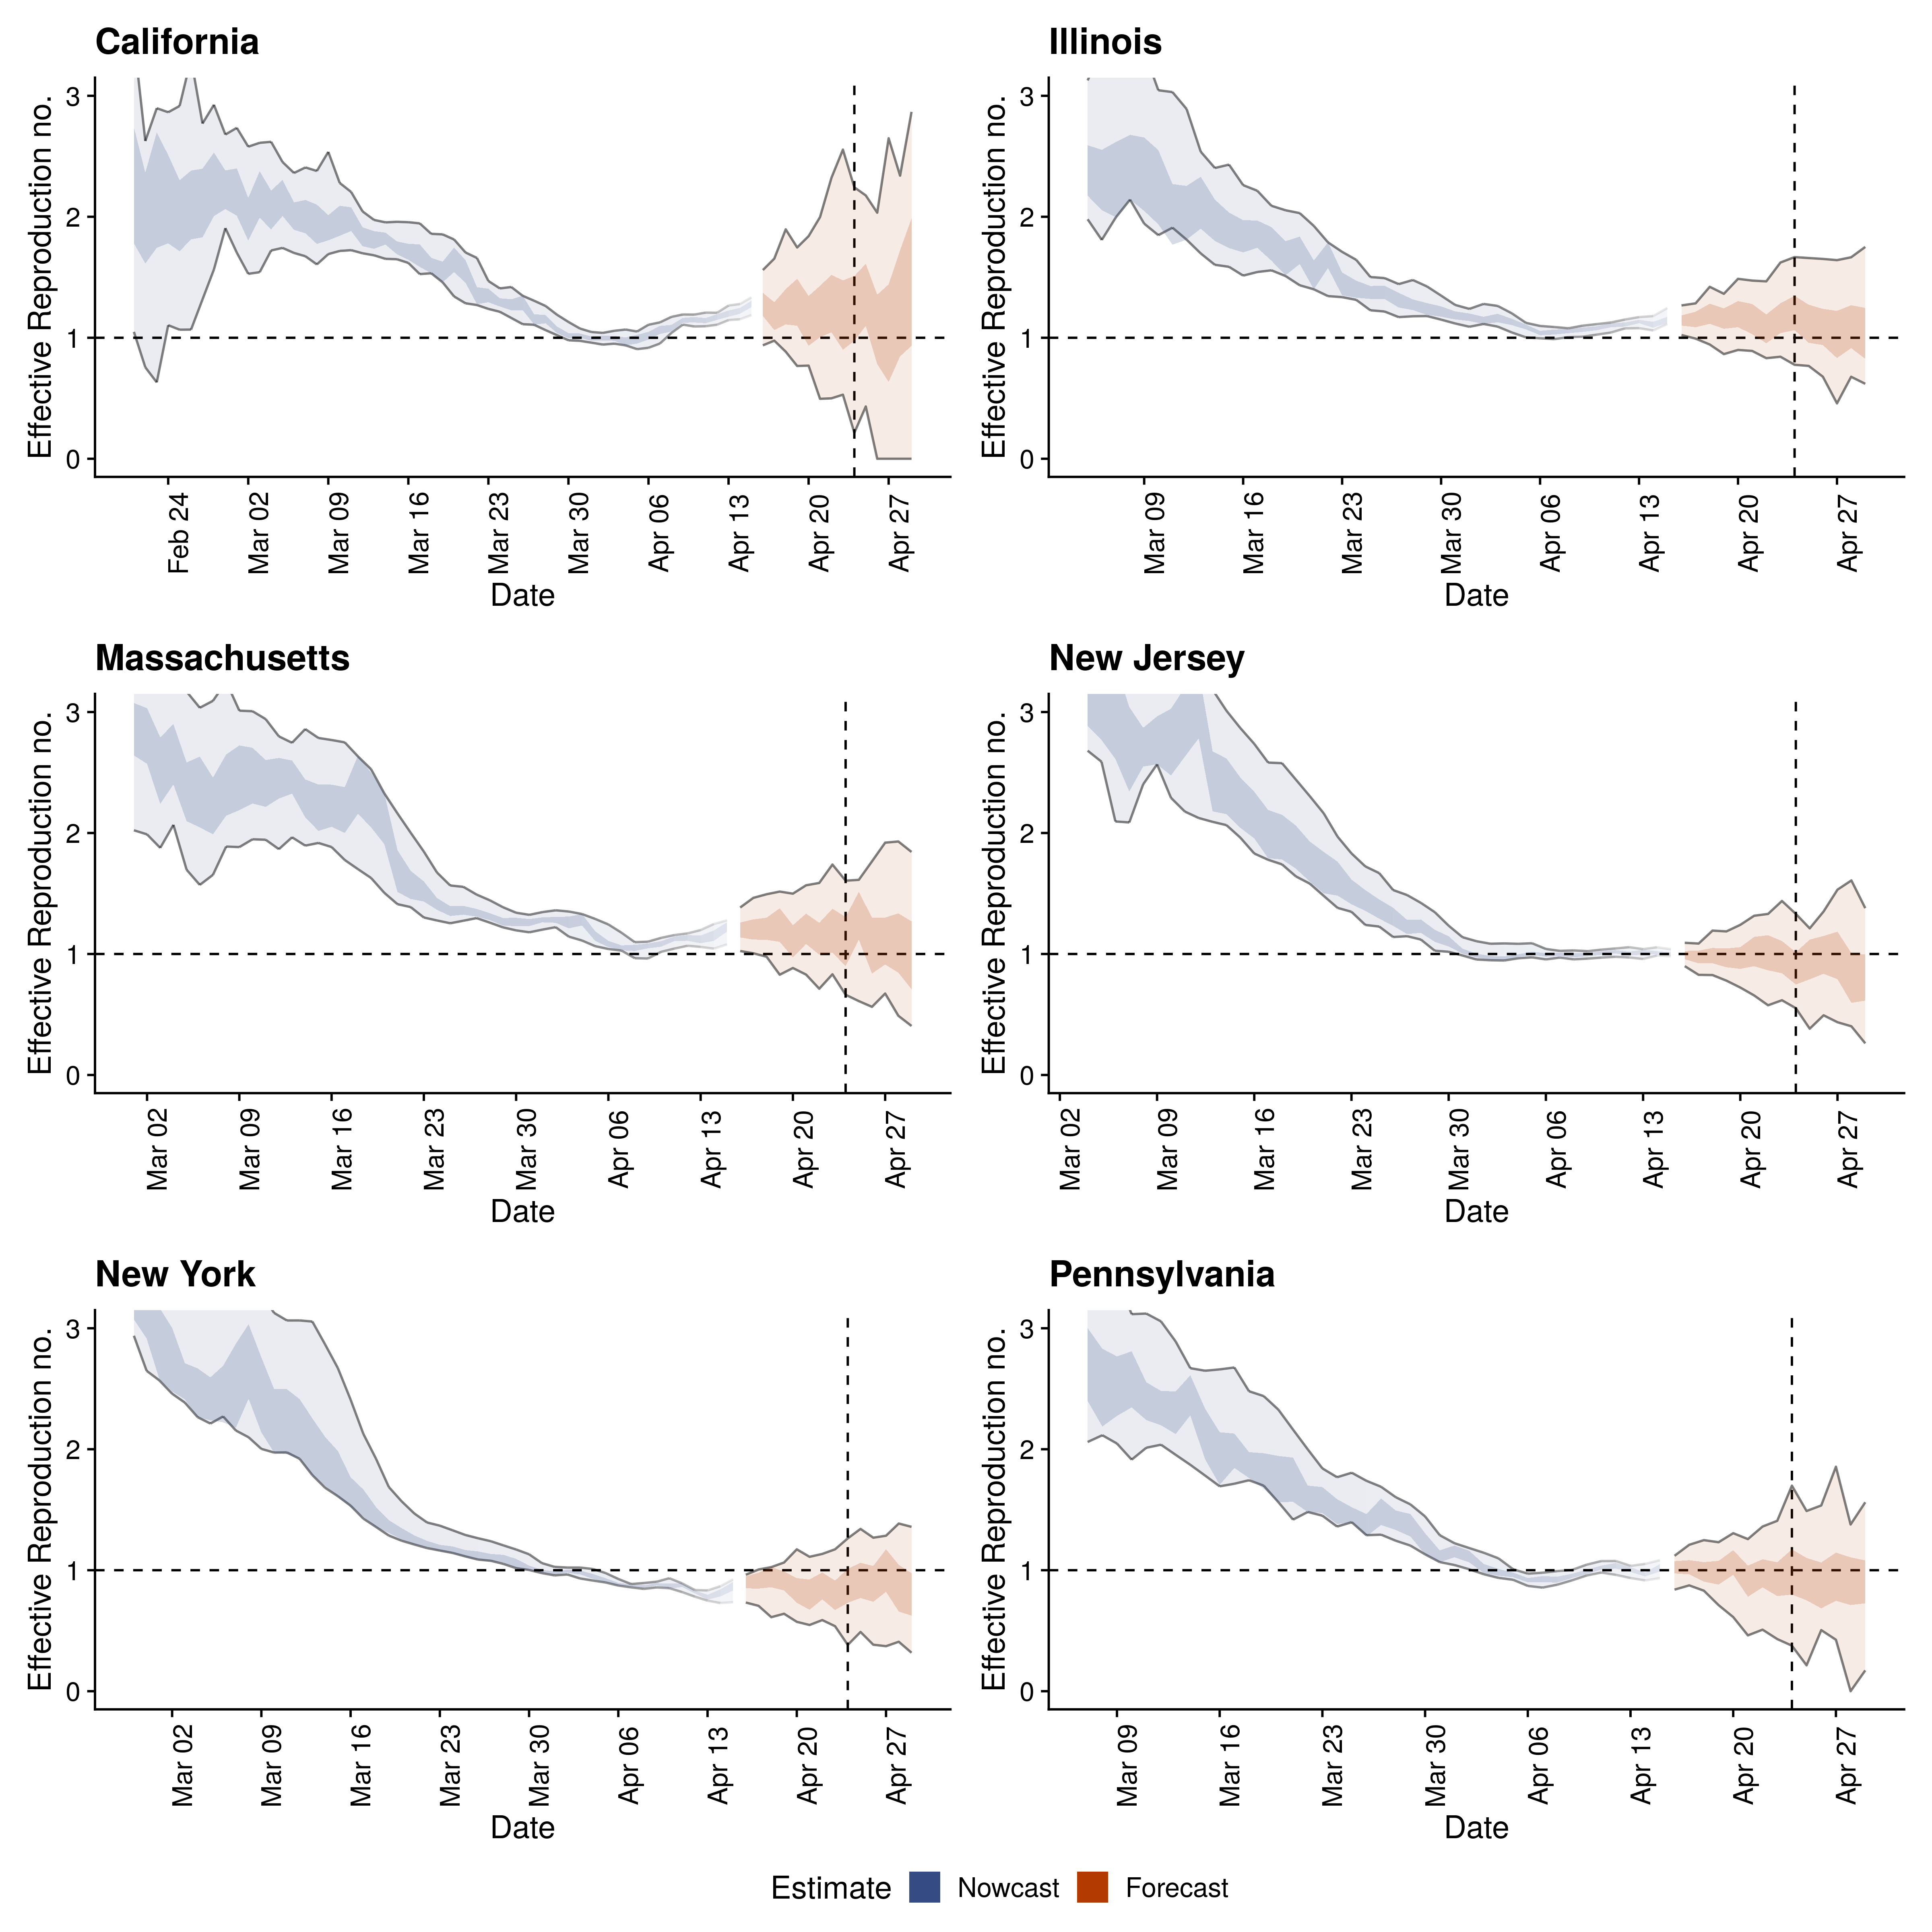 California
Effective Reproduction no.
3
2
1
0
Feb 24
Mar 02
Mar 09
Mar 16
Mar 23
Mar 30
Apr 06
Apr 13
Apr 20
Apr 27
Date
Illinois
Effective Reproduction no.
3
2
1
0
Mar 09
Mar 16
Mar 23
Mar 30
Apr 06
Apr 13
Apr 20
Apr 27
Date
Massachusetts
Effective Reproduction no.
3
2
1
0
Mar 02
Mar 09
Mar 16
Mar 23
Mar 30
Apr 06
Apr 13
Apr 20
Apr 27
Date
New Jersey
Effective Reproduction no.
3
2
1
0
Mar 02
Mar 09
Mar 16
Mar 23
Mar 30
Apr 06
Apr 13
Apr 20
Apr 27
Date
New York
Effective Reproduction no.
3
2
1
0
Mar 02
Mar 09
Mar 16
Mar 23
Mar 30
Apr 06
Apr 13
Apr 20
Apr 27
Date
Pennsylvania
Effective Reproduction no.
3
2
1
0
Mar 09
Mar 16
Mar 23
Mar 30
Apr 06
Apr 13
Apr 20
Apr 27
Date
Estimate Nowcast Forecast